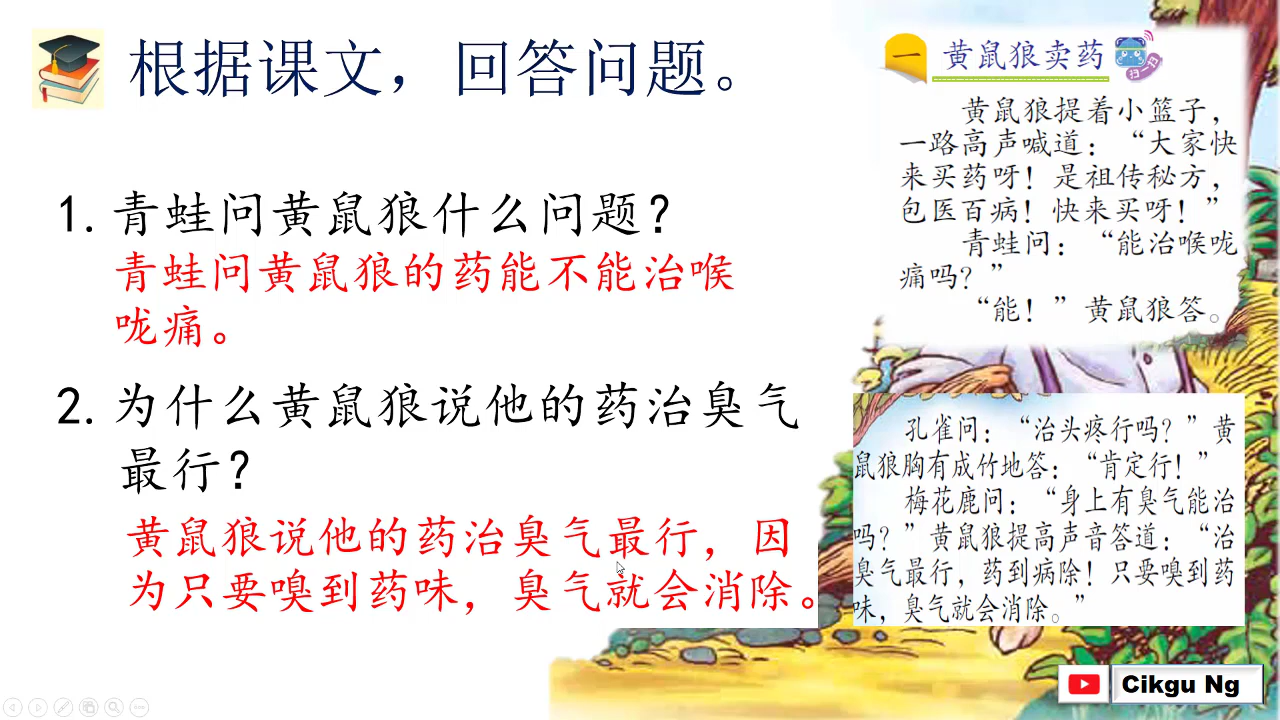 根据课文，回答问题。
1. 青蛙问黄鼠狼什么问题？
青蛙问黄鼠狼的药能不能治喉
咙痛。
2. 为什么黄鼠狼说他的药治臭气
最行？
黄鼠狼说他的药治臭气最行，因
为只要嗅到药味，臭气就会消除。
一 黄鼠狼卖药
扫一扫
黄鼠狼提着小篮子，
一路高声喊道：“大家快
来买药呀！是祖传秘方，
包医百病！快来买呀！”
青蛙问：“能治喉咙
痛吗？”
“能！”黄鼠狼答。
孔雀问：“治头疼行吗？”黄
鼠狼胸有成竹地答：“肯定行！”
梅花鹿问：“身上有臭气能治
吗？”黄鼠狼提高声音答道：“治
臭气最行，药到病除！只要嗅到药
味，臭气就会消除。”
Cikgu Ng